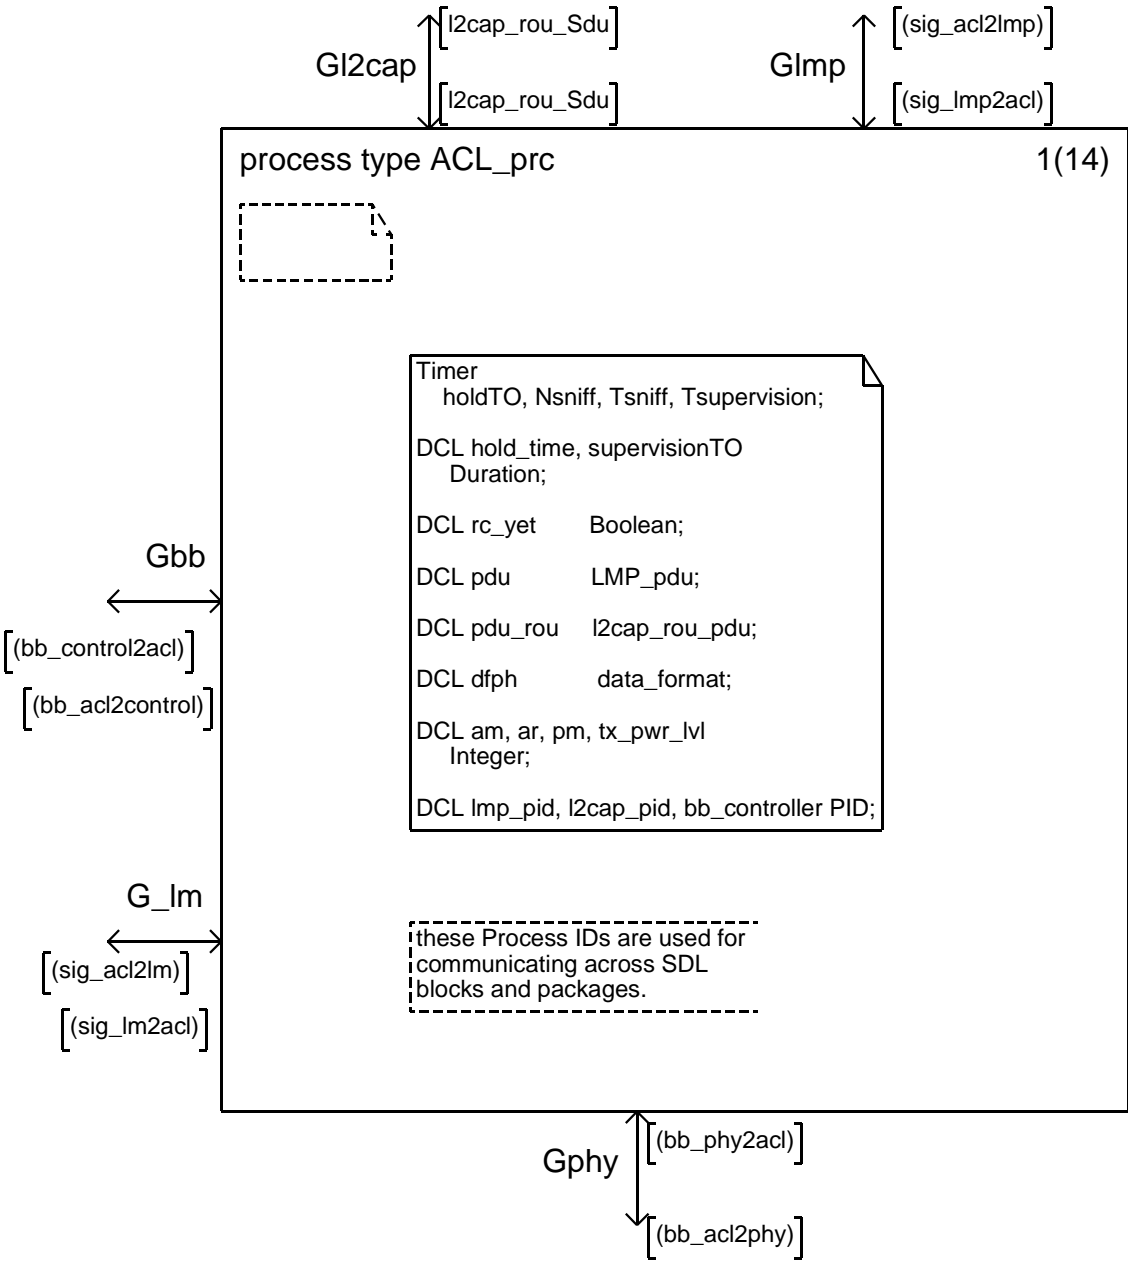 [l2cap_rou_Sdu]
Gl2cap
[l2cap_rou_Sdu]
[(sig_acl2lmp)]
Glmp
[(sig_lmp2acl)]
process type ACL_prc
1(14)
Timer
holdTO, Nsniff, Tsniff, Tsupervision;
DCL hold_time, supervisionTO
Duration;
DCL rc_yet Boolean;
DCL pdu LMP_pdu;
DCL pdu_rou l2cap_rou_pdu;
DCL dfph data_format;
DCL am, ar, pm, tx_pwr_lvl
Integer;
DCL lmp_pid, l2cap_pid, bb_controller PID;
Gbb
[(bb_control2acl)]
[(bb_acl2control)]
G_lm
[(sig_acl2lm)]
[(sig_lm2acl)]
these Process IDs are used for
communicating across SDL
blocks and packages.
Gphy
[(bb_phy2acl)]
[(bb_acl2phy)]